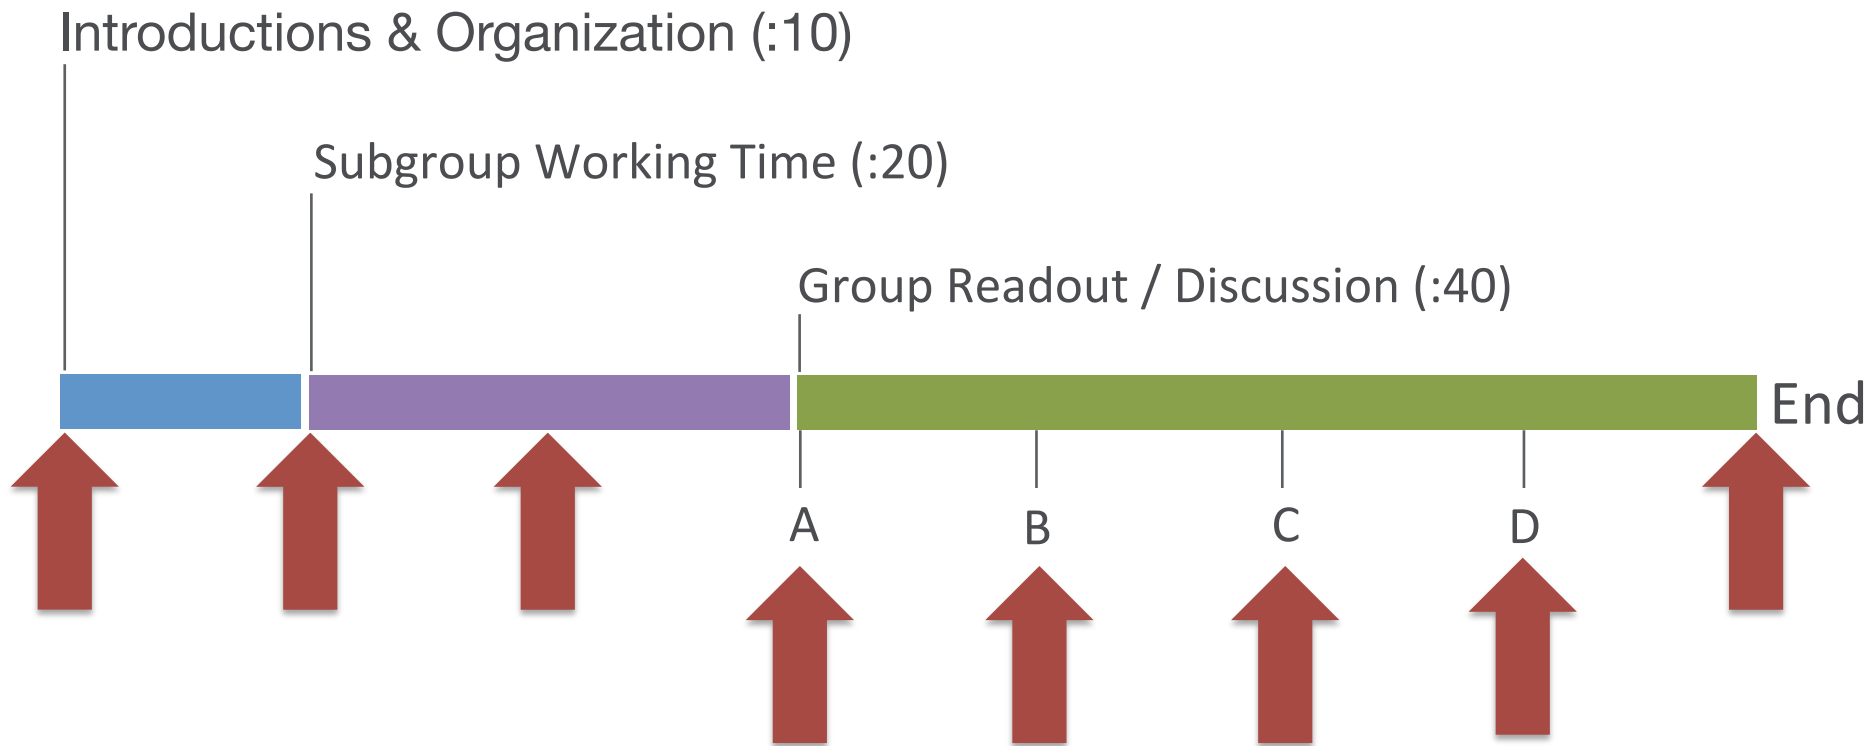 Introductions & Organization (:10)
Subgroup Working Time (:20)
Group Readout / Discussion (:40)
End
A
B
C
D